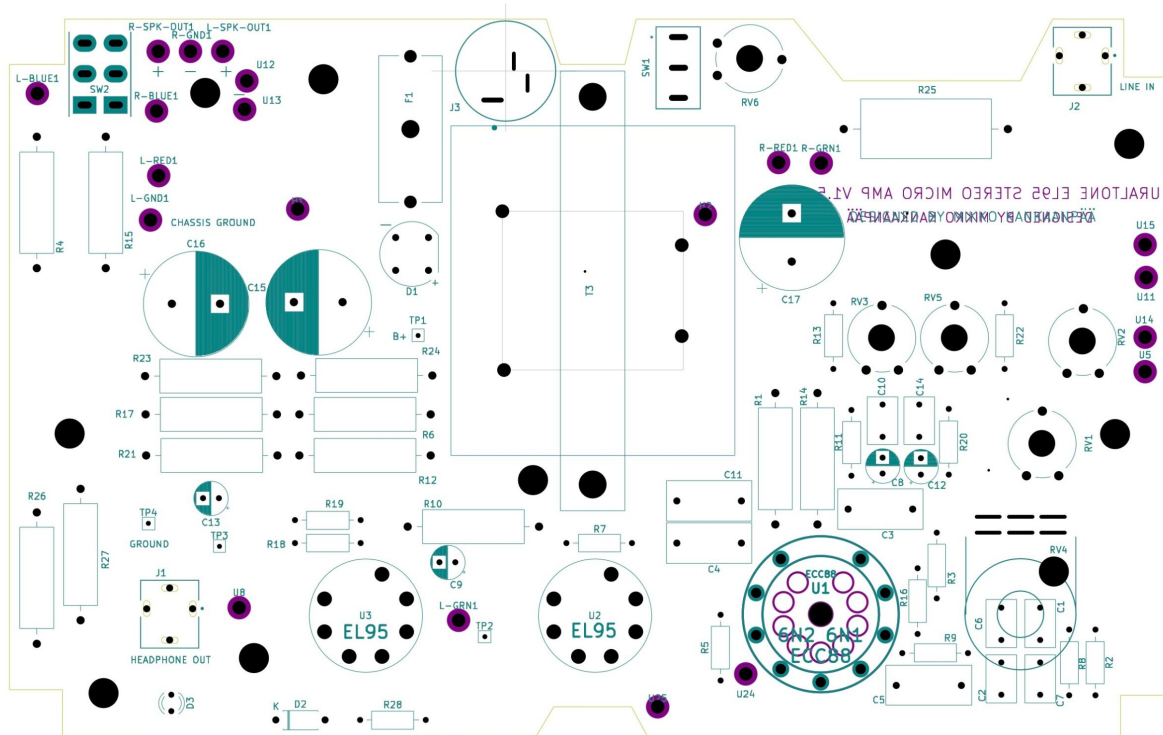 R-SPK-OUT1
L-SPK-OUT1
R-GND1
+
−
+
L-BLUE1
SW2
U12
−
U13
R-BLUE1
F1
J3
SW1
RV6
R25
J2
LINE IN
L-RED1
L-GND1
CHASSIS GROUND
R4
R15
C16
C15
D1
−
+
TP1
B+
T3
R-RED1
R-GRN1
C17
URALTONE EL95 STEREO MICRO AMP V1.5
U15
U11
U14
U5
RV3
RV5
RV2
RV1
R13
R22
C10
C14
R23
R24
R17
R6
R21
R12
R1
R14
R11
R20
C8
C12
C11
C3
C4
R26
R27
TP4
GROUND
C13
TP3
R19
R18
R10
C9
R7
J1
HEADPHONE OUT
U8
U3
EL95
L-GRN1
TP2
U2
EL95
ECC88
U1
6N2 6N1
ECC88
R3
R16
RV4
R5
U24
R9
C5
C6
C1
C2
C7
R8
R2
D3
K
D2
R28